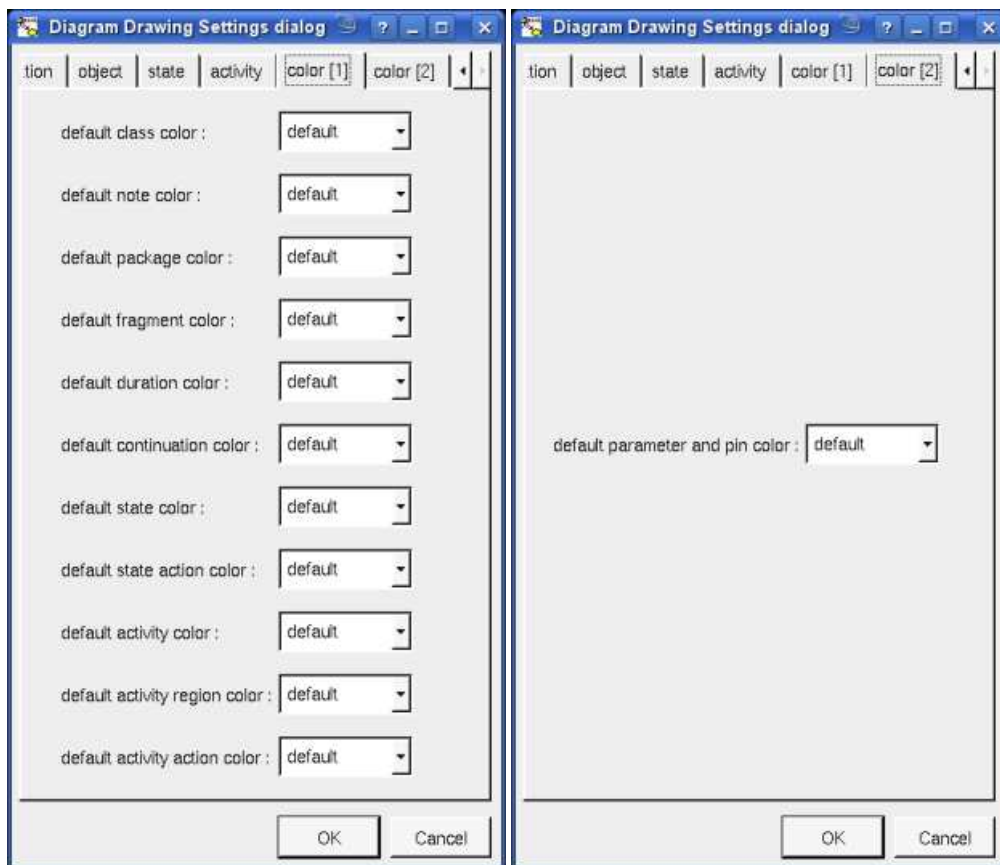 Diagram Drawing Settings dialog
tion object state activity color [1] color [2]
default class color : default
default note color : default
default package color : default
default fragment color : default
default duration color : default
default continuation color : default
default state color : default
default state action color : default
default activity color : default
default activity region color : default
default activity action color : default
OK Cancel
Diagram Drawing Settings dialog
tion object state activity color [1] color [2]
default parameter and pin color : default
OK Cancel